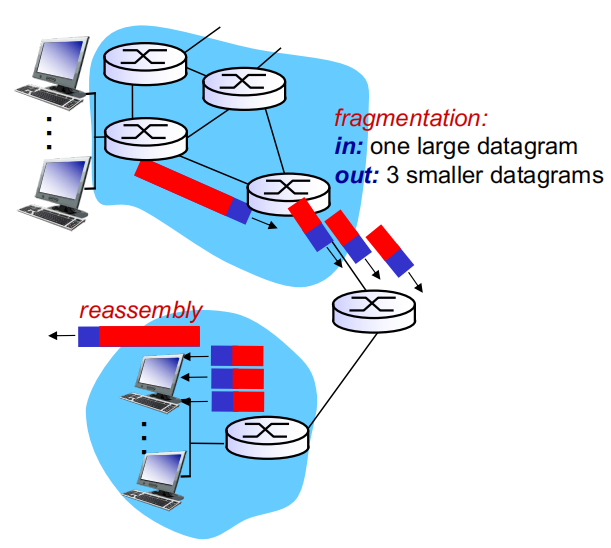 fragmentation:
in: one large datagram
out: 3 smaller datagrams
reassembly